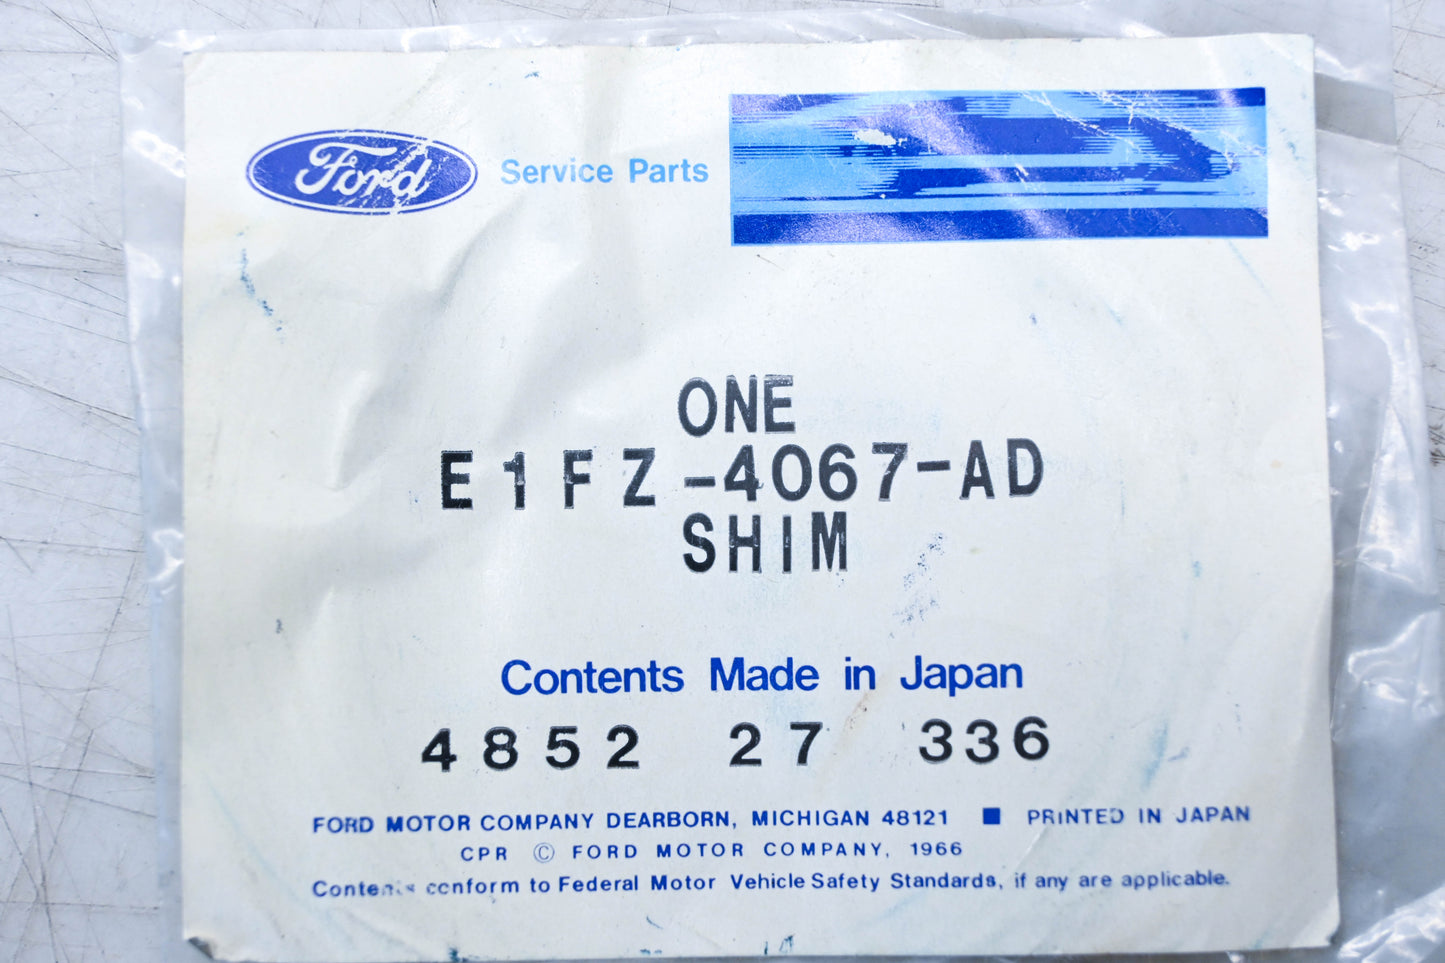 Ford Service Parts
ONE
E1FZ-4067-AD
SHIM
Contents Made in Japan
4852 27 336
FORD MOTOR COMPANY DEARBORN, MICHIGAN 48121 ■ PRINTED IN JAPAN
CPR © FORD MOTOR COMPANY, 1966
Contents conform to Federal Motor Vehicle Safety Standards, if any are applicable.